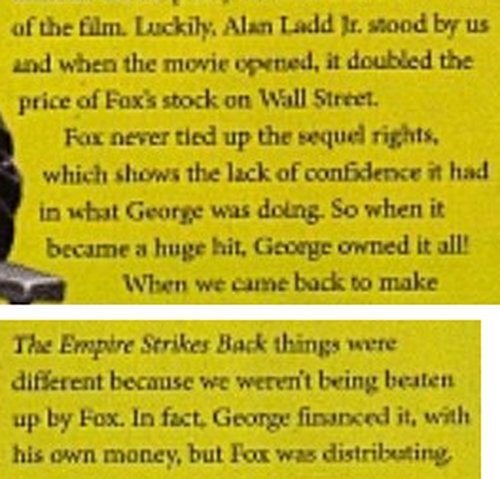 of the film. Luckily, Alan Ladd Jr. stood by us
and when the movie opened, it doubled the
price of Fox's stock on Wall Street.
Fox never tied up the sequel rights,
which shows the lack of confidence it had
in what George was doing. So when it
became a huge hit, George owned it all!
When we came back to make
The Empire Strikes Back things were
different because we weren't being beaten
up by Fox. In fact, George financed it, with
his own money, but Fox was distributing.